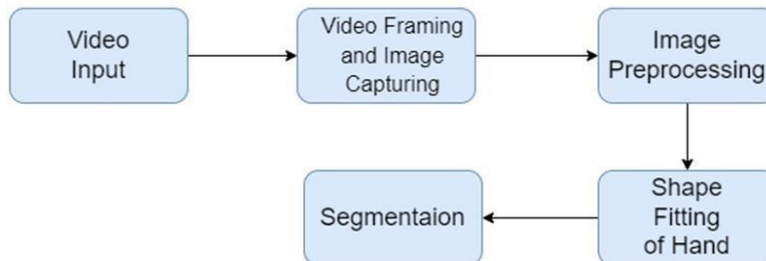 Video
Input
Video Framing
and Image
Capturing
Image
Preprocessing
Shape
Fitting
of Hand
Segmentaion